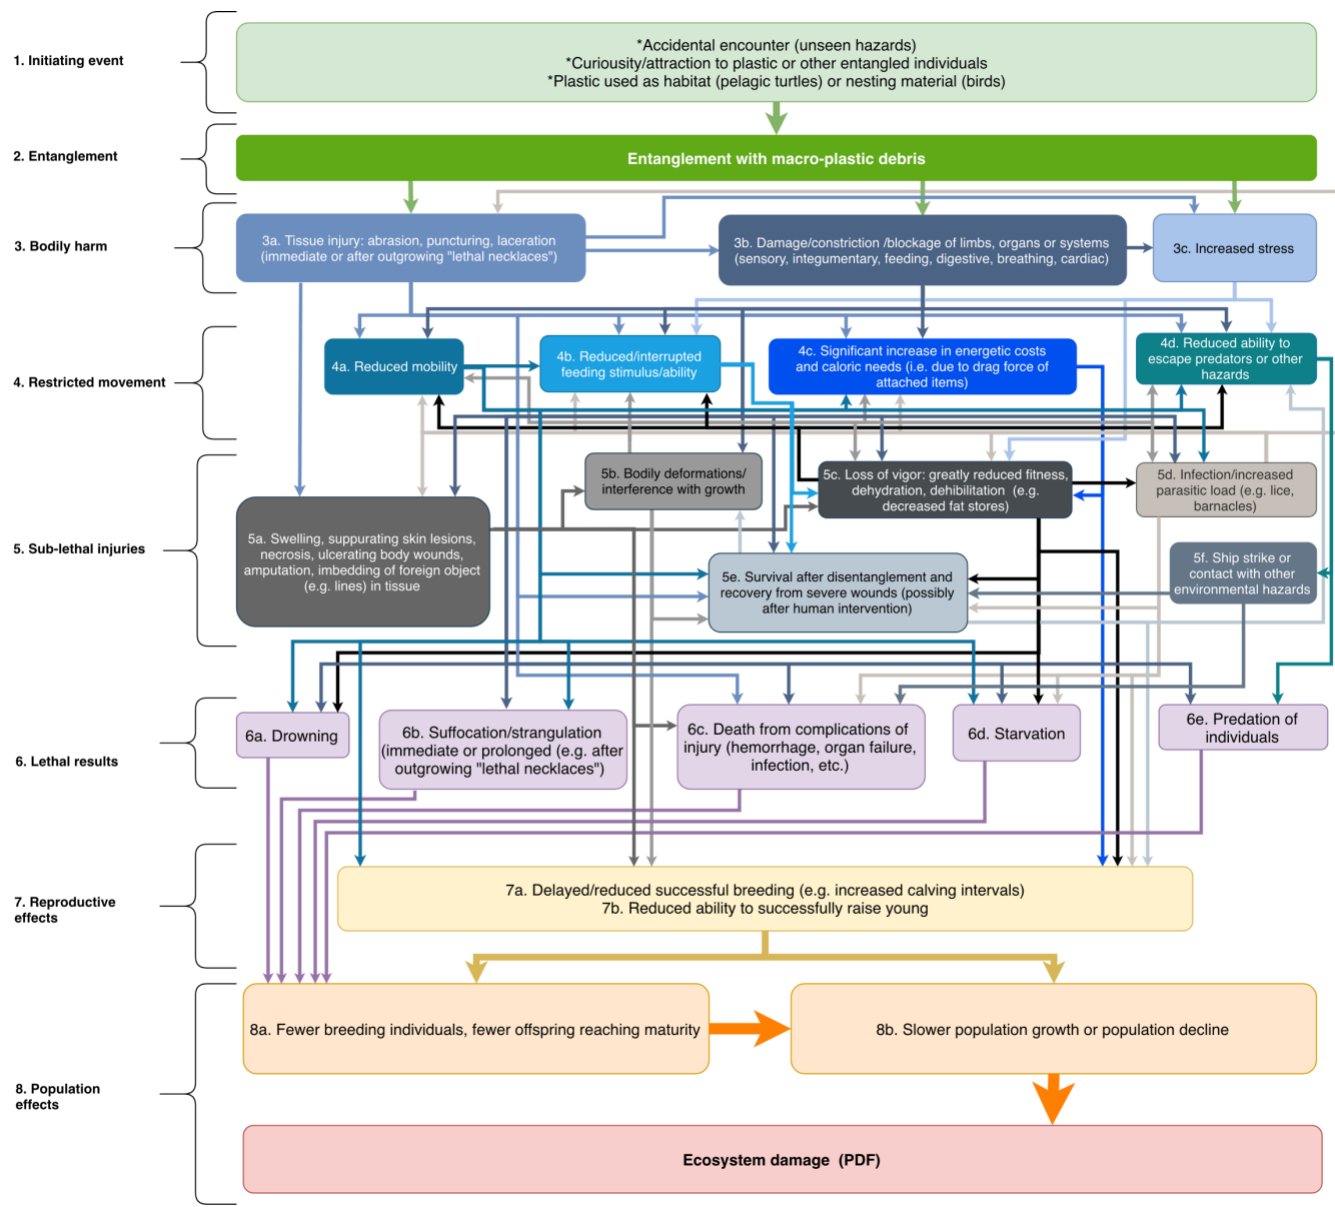 1. Initiating event
*Accidental encounter (unseen hazards)
*Curiousity/attraction to plastic or other entangled individuals
*Plastic used as habitat (pelagic turtles) or nesting material (birds)
2. Entanglement
Entanglement with macro-plastic debris
3. Bodily harm
3a. Tissue injury: abrasion, puncturing, laceration
(immediate or after outgrowing "lethal necklaces")
3b. Damage/constriction /blockage of limbs, organs or systems
(sensory, integumentary, feeding, digestive, breathing, cardiac)
3c. Increased stress
4. Restricted movement
4a. Reduced mobility
4b. Reduced/interrupted
feeding stimulus/ability
4c. Significant increase in energetic costs
and caloric needs (i.e. due to drag force of
attached items)
4d. Reduced ability to
escape predators or other
hazards
5. Sub-lethal injuries
5a. Swelling, suppurating skin lesions,
necrosis, ulcerating body wounds,
amputation, imbedding of foreign object
(e.g. lines) in tissue
5b. Bodily deformations/
interference with growth
5c. Loss of vigor: greatly reduced fitness,
dehydration, dehibilitation (e.g.
decreased fat stores)
5d. Infection/increased
parasitic load (e.g. lice,
barnacles)
5e. Survival after disentanglement and
recovery from severe wounds (possibly
after human intervention)
5f. Ship strike or
contact with other
environmental hazards
6. Lethal results
6a. Drowning
6b. Suffocation/strangulation
(immediate or prolonged (e.g. after
outgrowing "lethal necklaces")
6c. Death from complications of
injury (hemorrhage, organ failure,
infection, etc.)
6d. Starvation
6e. Predation of
individuals
7. Reproductive
effects
7a. Delayed/reduced successful breeding (e.g. increased calving intervals)
7b. Reduced ability to successfully raise young
8. Population
effects
8a. Fewer breeding individuals, fewer offspring reaching maturity
8b. Slower population growth or population decline
Ecosystem damage (PDF)